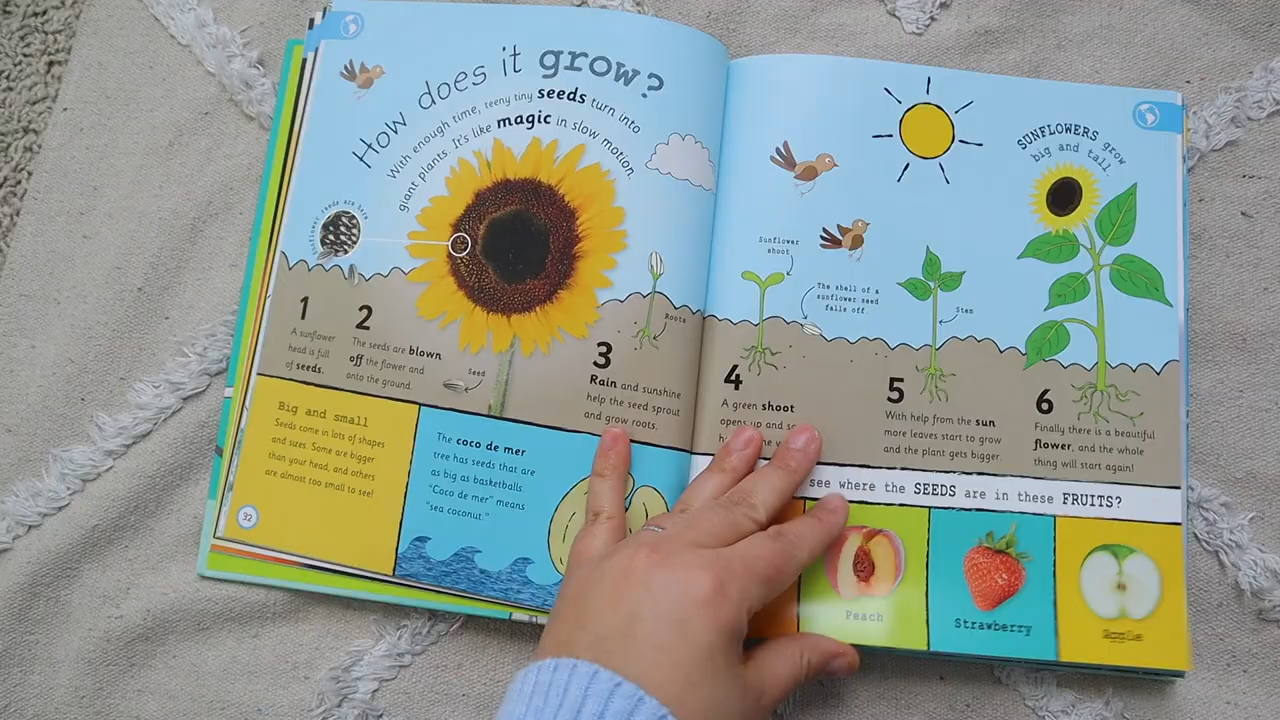 How does it grow?
With enough time, teeny tiny seeds turn into
giant plants. It's like magic in slow motion.
Sunflower seeds are here
1
A sunflower
head is full
of seeds.
2
The seeds are blown
off the flower and
onto the ground.
Seed
3
Rain and sunshine
help the seed sprout
and grow roots.
Roots
Big and small
Seeds come in lots of shapes
and sizes. Some are bigger
than your head, and others
are almost too small to see!
32
The coco de mer
tree has seeds that are
as big as basketballs.
"Coco de mer" means
"sea coconut."
SUNFLOWERS grow
big and tall.
Sunflower
shoot
The shell of a
sunflower seed
falls off.
Stem
4
A green shoot
opens up and
5
With help from the sun
more leaves start to grow
and the plant gets bigger.
6
Finally there is a beautiful
flower, and the whole
thing will start again!
see where the SEEDS are in these FRUITS?
Peach
Strawberry
Apple